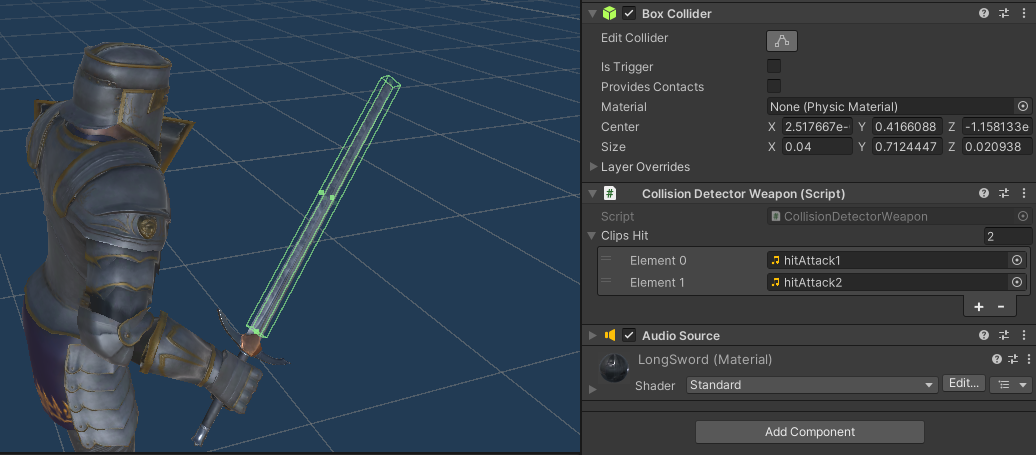 Box Collider
Edit Collider
Is Trigger
Provides Contacts
Material None (Physic Material)
Center X 2.517667e- Y 0.4166088 Z -1.158133e
Size X 0.04 Y 0.7124447 Z 0.020938
Layer Overrides
# Collision Detector Weapon (Script)
Script # CollisionDetectorWeapon
Clips Hit 2
Element 0 hitAttack1
Element 1 hitAttack2
+ -
Audio Source
LongSword (Material)
Shader Standard Edit...
Add Component